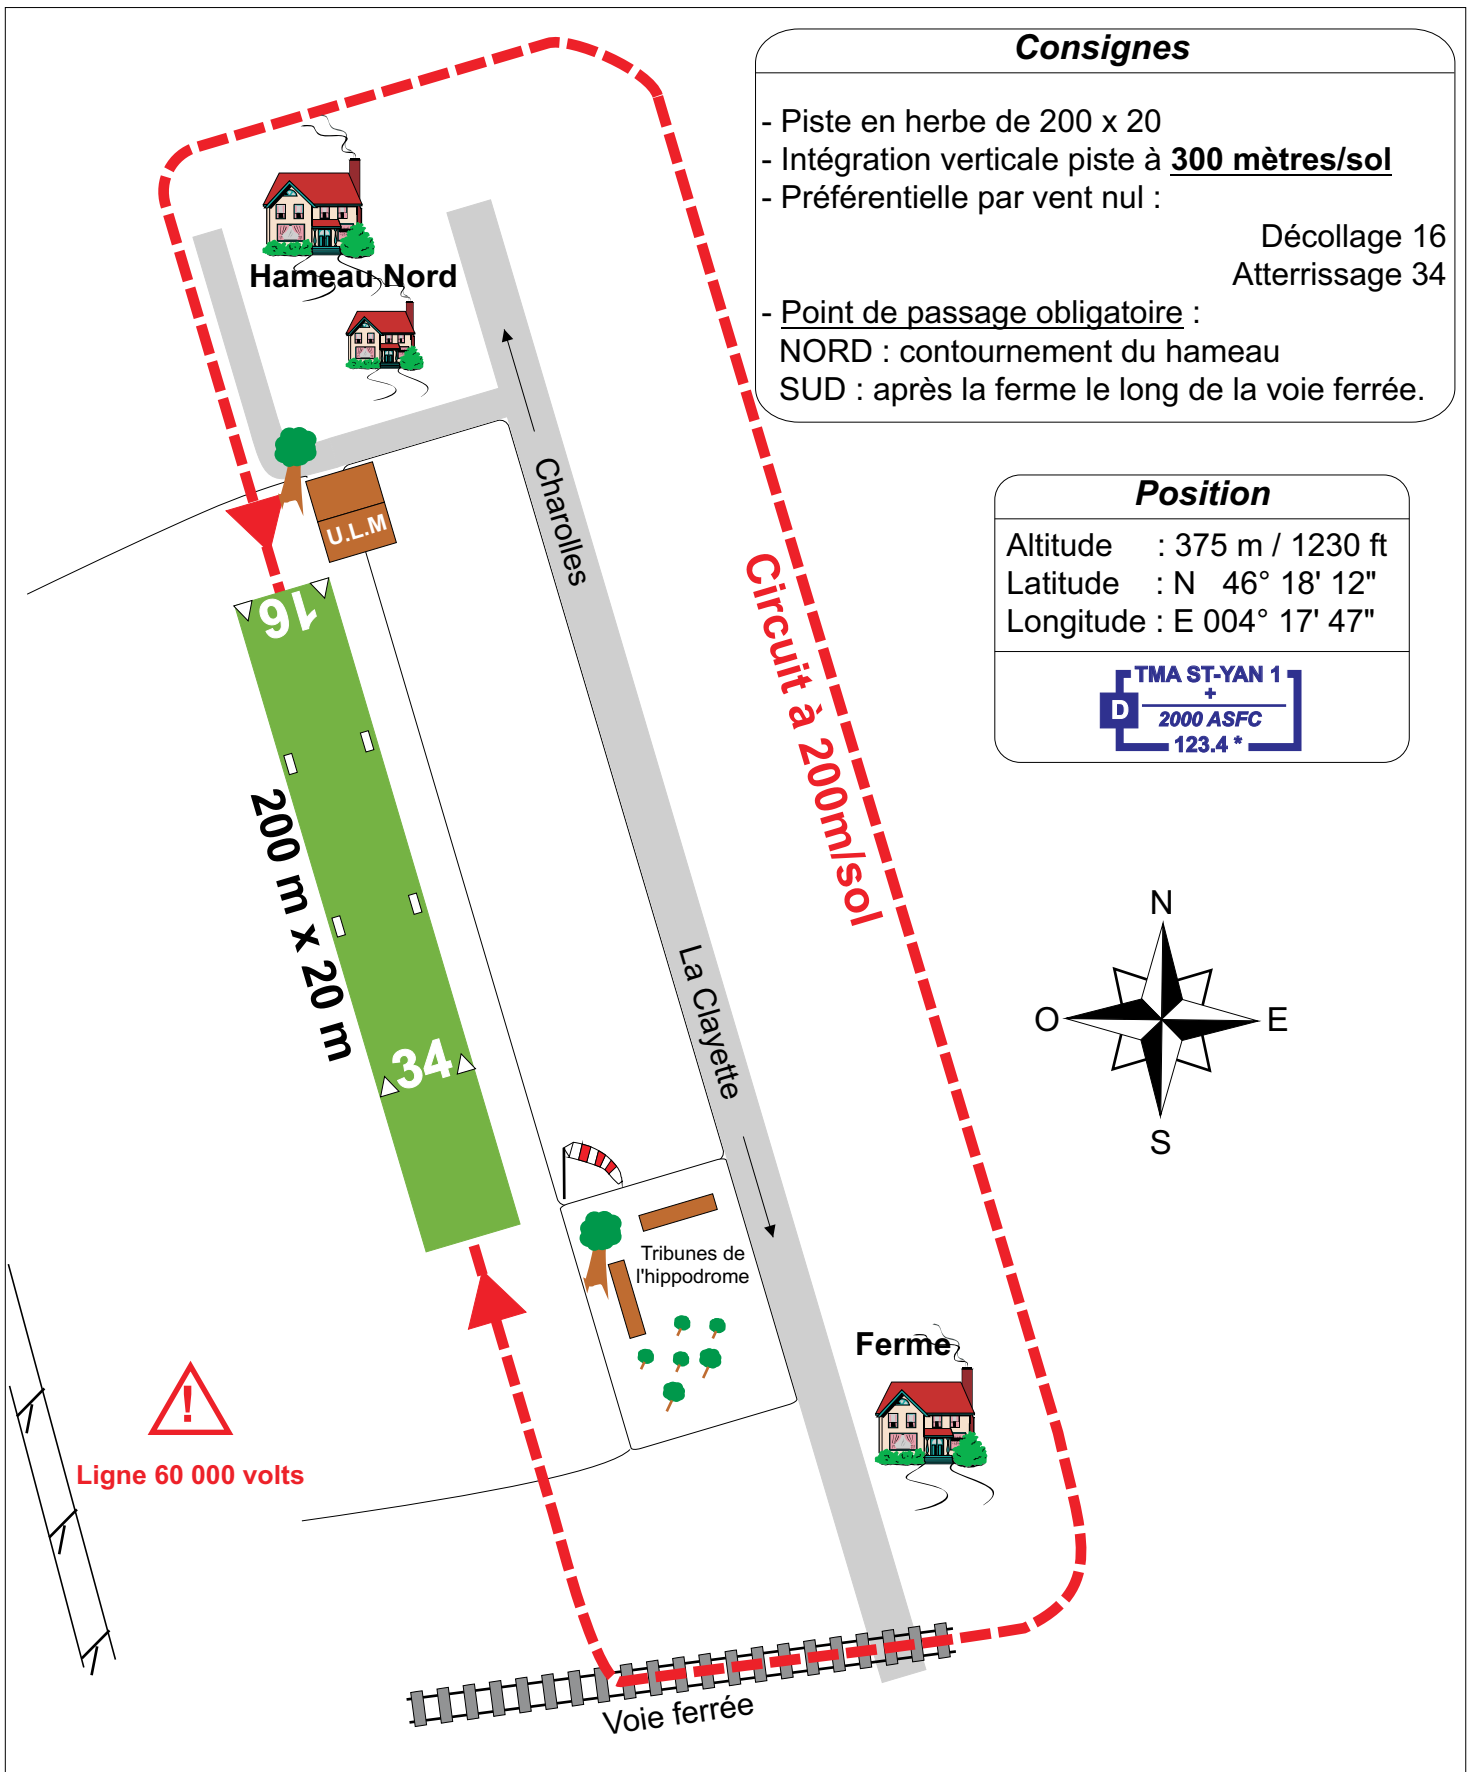 Consignes
- Piste en herbe de 200 x 20
- Intégration verticale piste à 300 mètres/sol
- Préférentielle par vent nul :
Décollage 16
Atterrissage 34
- Point de passage obligatoire :
NORD : contournement du hameau
SUD : après la ferme le long de la voie ferrée.
Hameau Nord
Position
Altitude : 375 m / 1230 ft
Latitude : N 46° 18' 12"
Longitude : E 004° 17' 47"
TMA ST-YAN 1
+
D
2000 ASFC
123.4 *
U.L.M
Charolles
16
Circuit à 200m/sol
200 m x 20 m
La Clayette
34
N
O
E
S
Tribunes de
l'hippodrome
Ferme
!
Ligne 60 000 volts
Voie ferrée